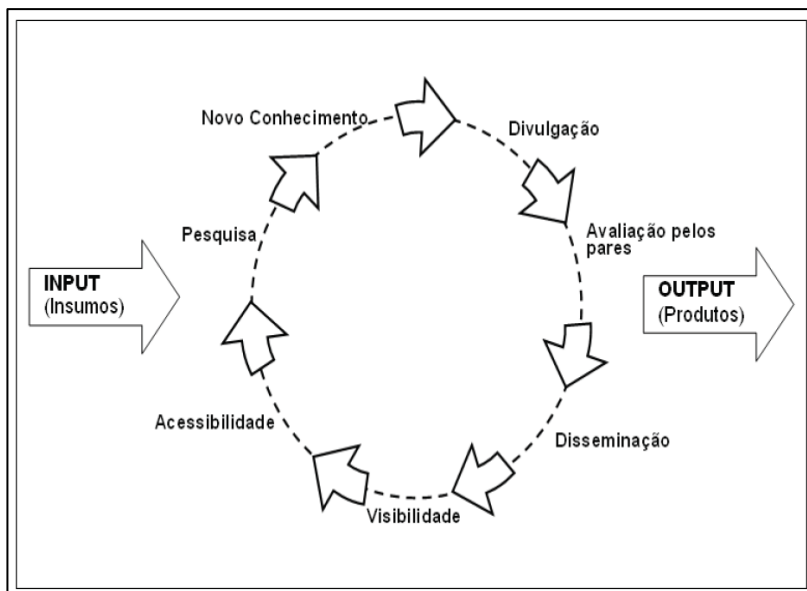 Novo Conhecimento
Divulgação
Pesquisa
Avaliação pelos
pares
INPUT
(Insumos)
OUTPUT
(Produtos)
Acessibilidade
Disseminação
Visibilidade